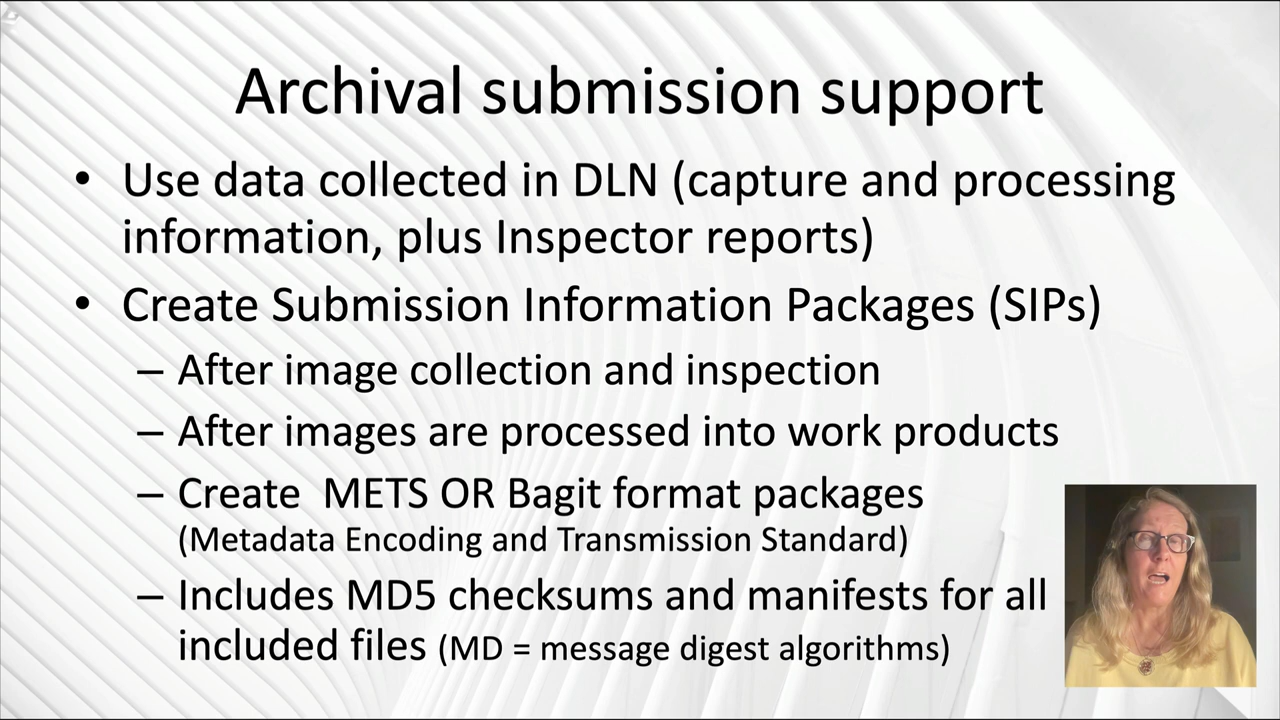 Archival submission support
• Use data collected in DLN (capture and processing
information, plus Inspector reports)
• Create Submission Information Packages (SIPs)
– After image collection and inspection
– After images are processed into work products
– Create  METS OR Bagit format packages
(Metadata Encoding and Transmission Standard)
– Includes MD5 checksums and manifests for all
included files (MD = message digest algorithms)